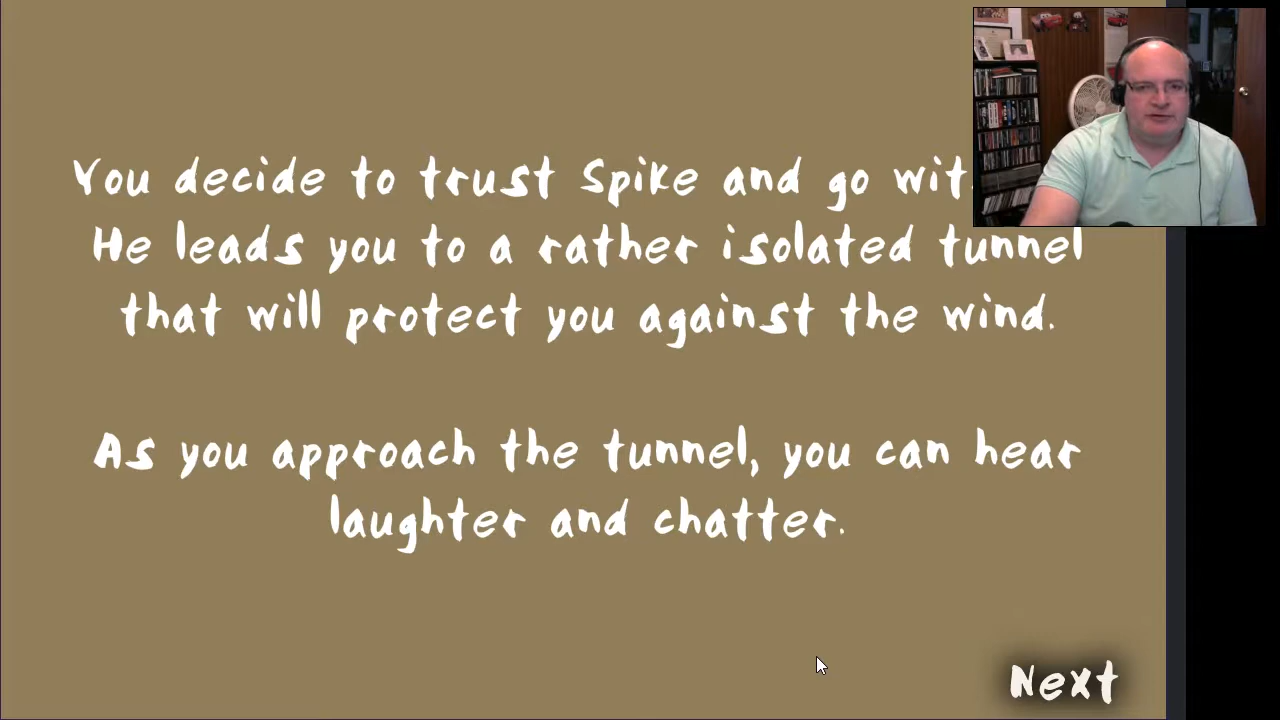 You decide to trust Spike and go
He leads you to a rather isolated tunnel
that will protect you against the wind.
As you approach the tunnel, you can hear
laughter and chatter.
Next